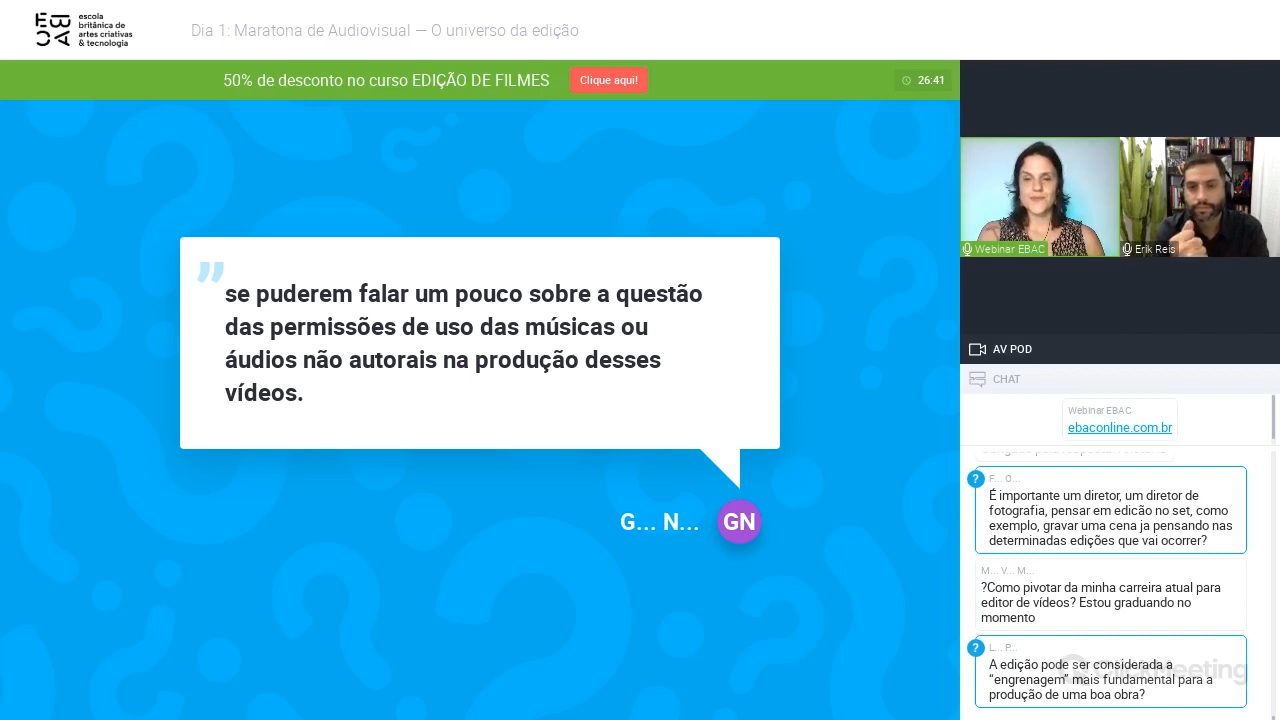 EBAC
escola
britânica de
artes criativas
& tecnologia
Dia 1: Maratona de Audiovisual — O universo da edição
50% de desconto no curso EDIÇÃO DE FILMES
Clique aqui!
26:41
se puderem falar um pouco sobre a questão
das permissões de uso das músicas ou
áudios não autorais na produção desses
vídeos.
G... N...
GN
Webinar EBAC
Erik Reis
AV POD
CHAT
Webinar EBAC
ebaconline.com.br
?
F... O...
É importante um diretor, um diretor de
fotografia, pensar em edicão no set, como
exemplo, gravar uma cena ja pensando nas
determinadas edições que vai ocorrer?
M... V... M...
?Como pivotar da minha carreira atual para
editor de vídeos? Estou graduando no
momento
?
L... P...
A edição pode ser considerada a
“engrenagem” mais fundamental para a
produção de uma boa obra?
ClickMeeting